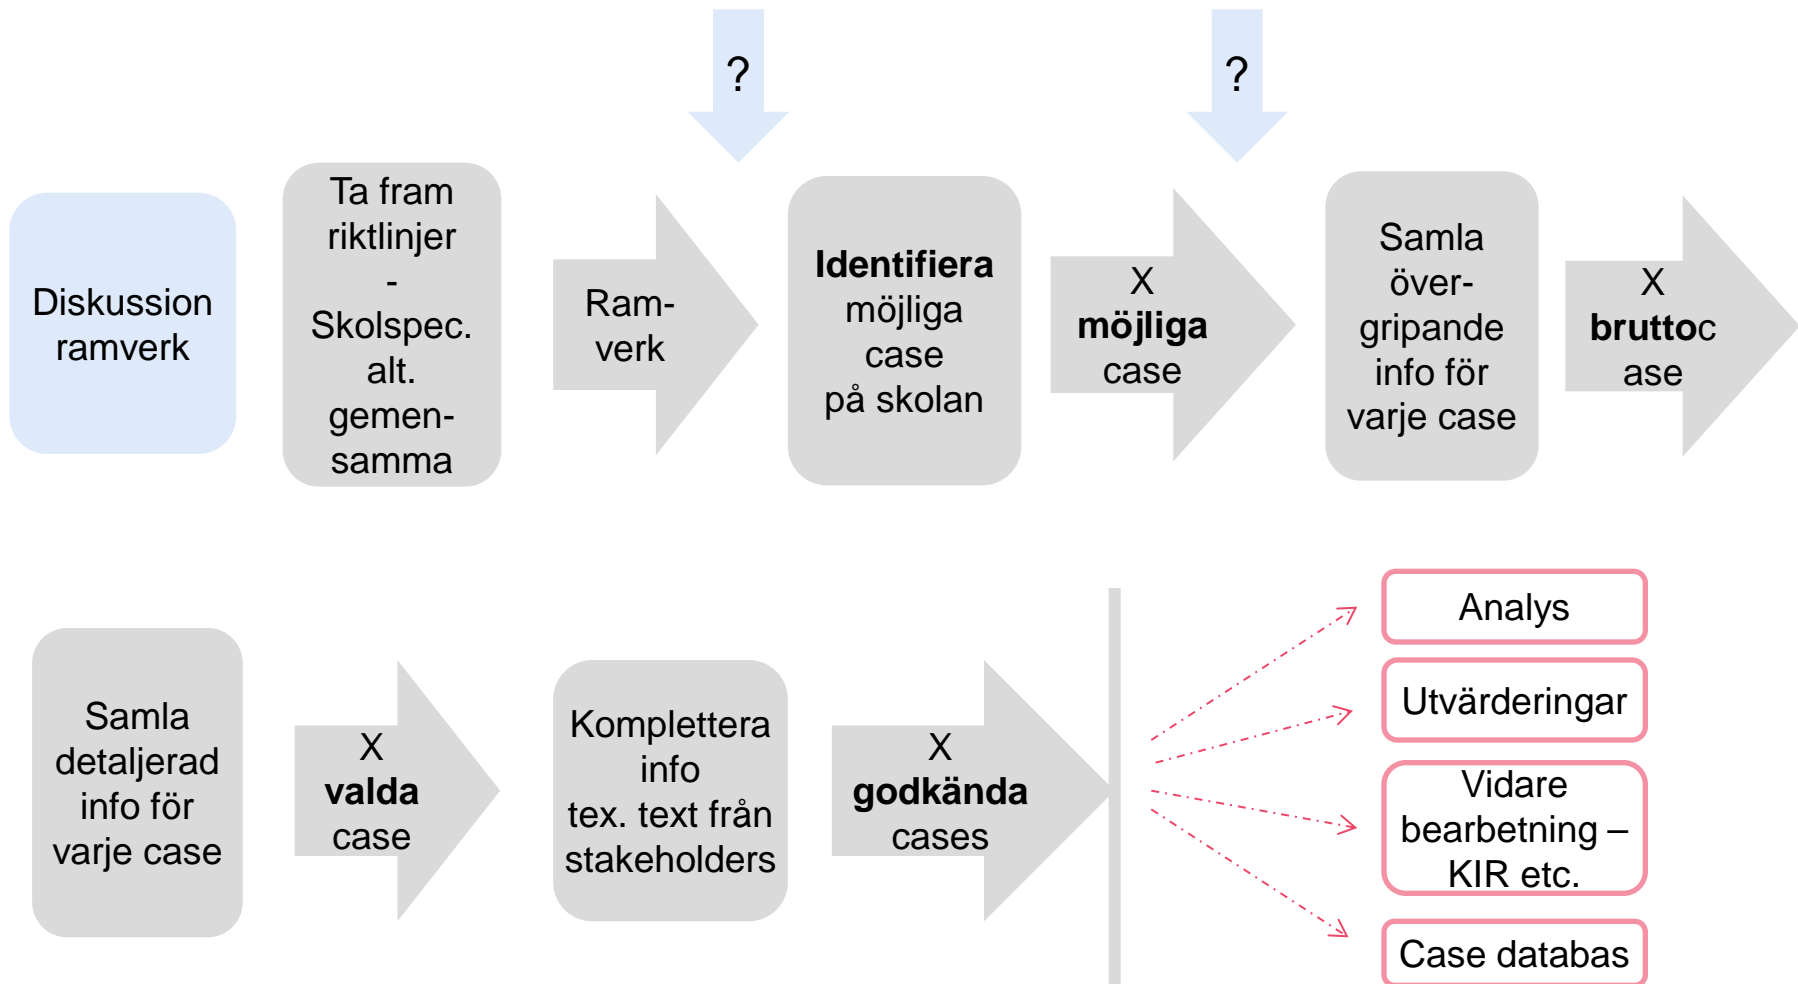 ?
?
Diskussion
ramverk
Ta fram
riktlinjer
-
Skolspec.
alt.
gemen-
samma
Ram-
verk
Identifiera
möjliga
case
på skolan
X
möjliga
case
Samla
över-
gripande
info för
varje case
X
bruttoc
ase
Samla
detaljerad
info för
varje case
X
valda
case
Komplettera
info
tex. text från
stakeholders
X
godkända
cases
Analys
Utvärderingar
Vidare
bearbetning –
KIR etc.
Case databas